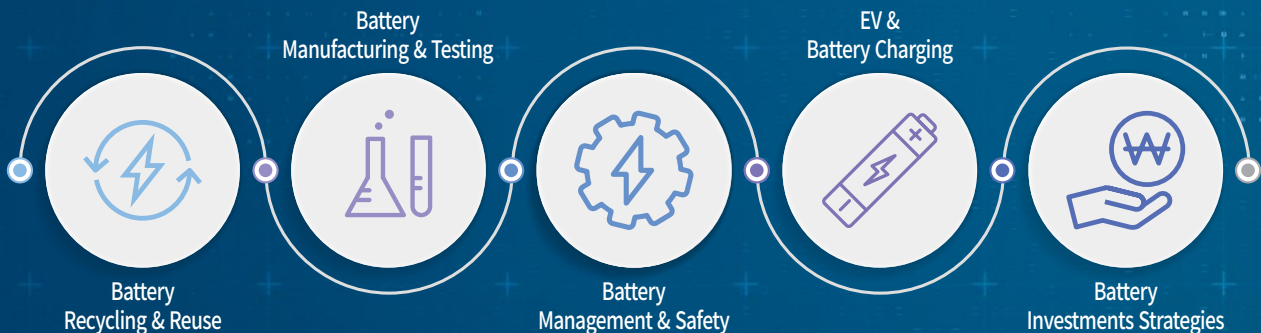 Battery
Recycling & Reuse
Battery
Manufacturing & Testing
Battery
Management & Safety
EV &
Battery Charging
Battery
Investments Strategies